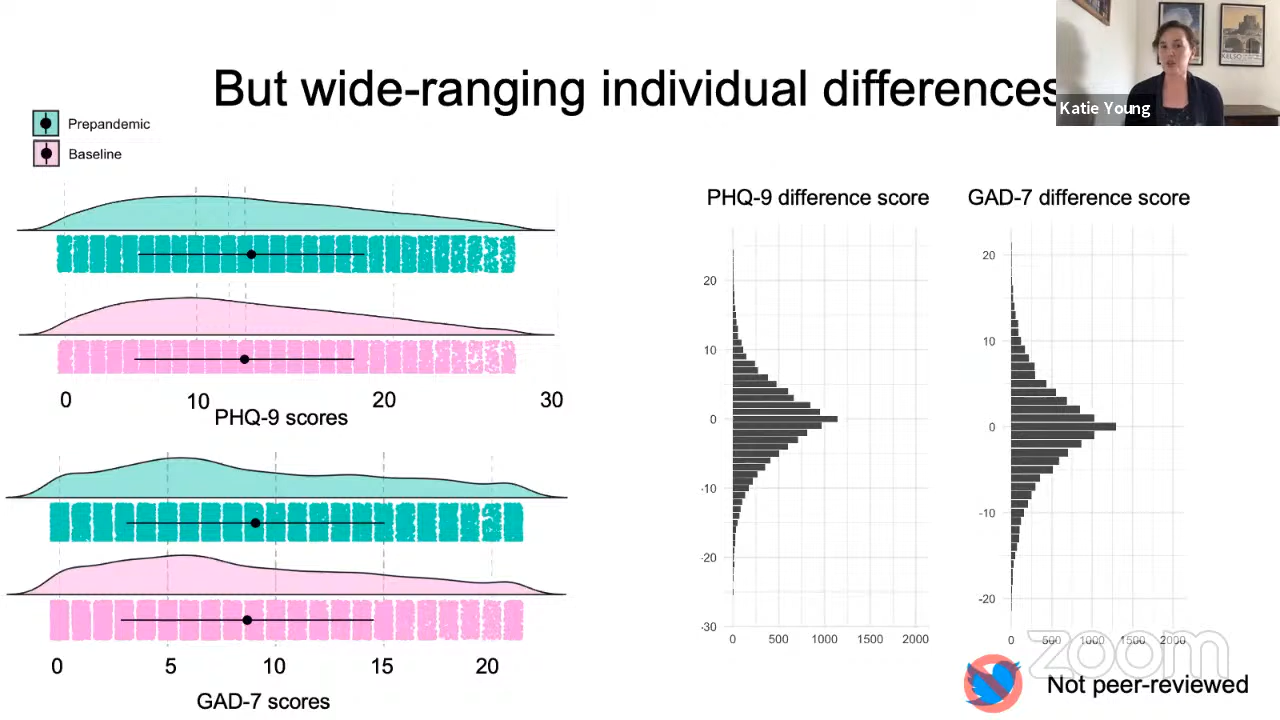 But wide-ranging individual differences
Katie Young
Prepandemic
Baseline
0 10 20 30
PHQ-9 scores
0 5 10 15 20
GAD-7 scores
PHQ-9 difference score
20
10
0
-10
-20
-30
0 500 1000 1500 2000
GAD-7 difference score
20
10
0
-10
-20
0 500 1000 1500 2000
zoom
Not peer-reviewed